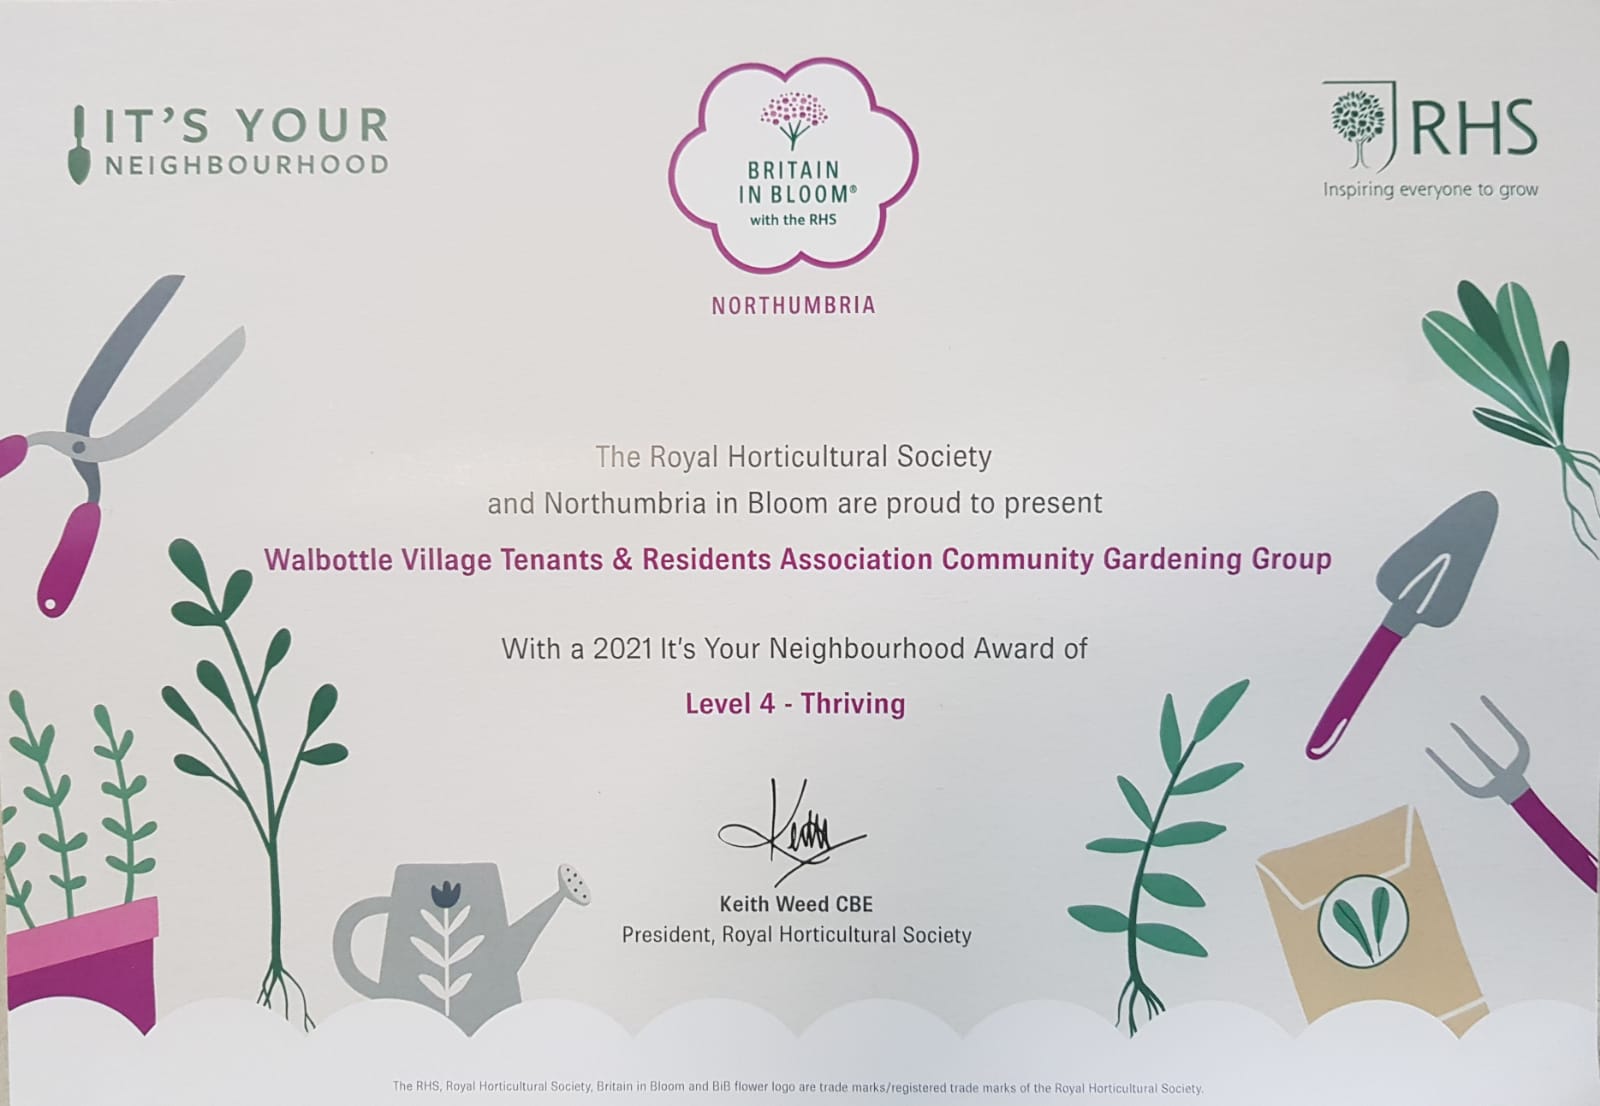 IT'S YOUR
NEIGHBOURHOOD
BRITAIN
IN BLOOM®
with the RHS
NORTHUMBRIA
RHS
Inspiring everyone to grow
The Royal Horticultural Society
and Northumbria in Bloom are proud to present
Walbottle Village Tenants & Residents Association Community Gardening Group
With a 2021 It's Your Neighbourhood Award of
Level 4 - Thriving
Keith
Keith Weed CBE
President, Royal Horticultural Society
The RHS, Royal Horticultural Society, Britain in Bloom and BiB flower logo are trade marks/registered trade marks of the Royal Horticultural Society.